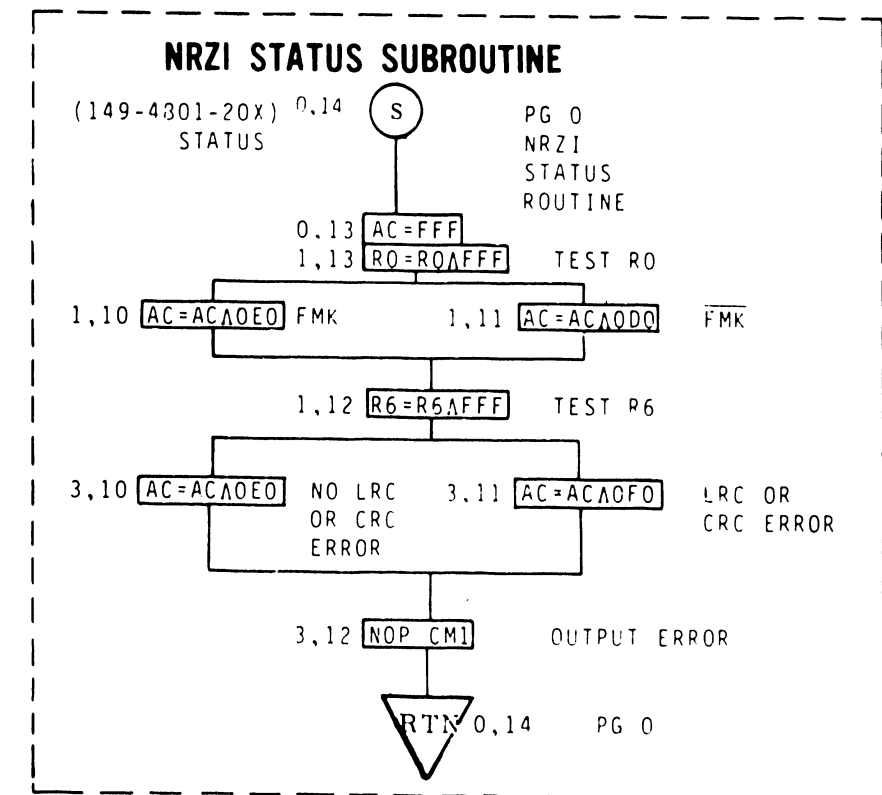 NRZI STATUS SUBROUTINE
(149-4801-20X) 0,14 S PG 0
STATUS NRZI
STATUS
ROUTINE
0,13 AC=FFF
1,13 R0=R0ΛFFF TEST R0
1,10 AC=ACΛ0E0 FMK 1,11 AC=ACΛ0D0 F̅M̅K̅
1,12 R6=R6ΛFFF TEST R6
3,10 AC=ACΛ0E0 NO LRC 3,11 AC=ACΛ0F0 LRC OR
OR CRC CRC ERROR
ERROR
3,12 NOP CM1 OUTPUT ERROR
RTN 0,14 PG 0